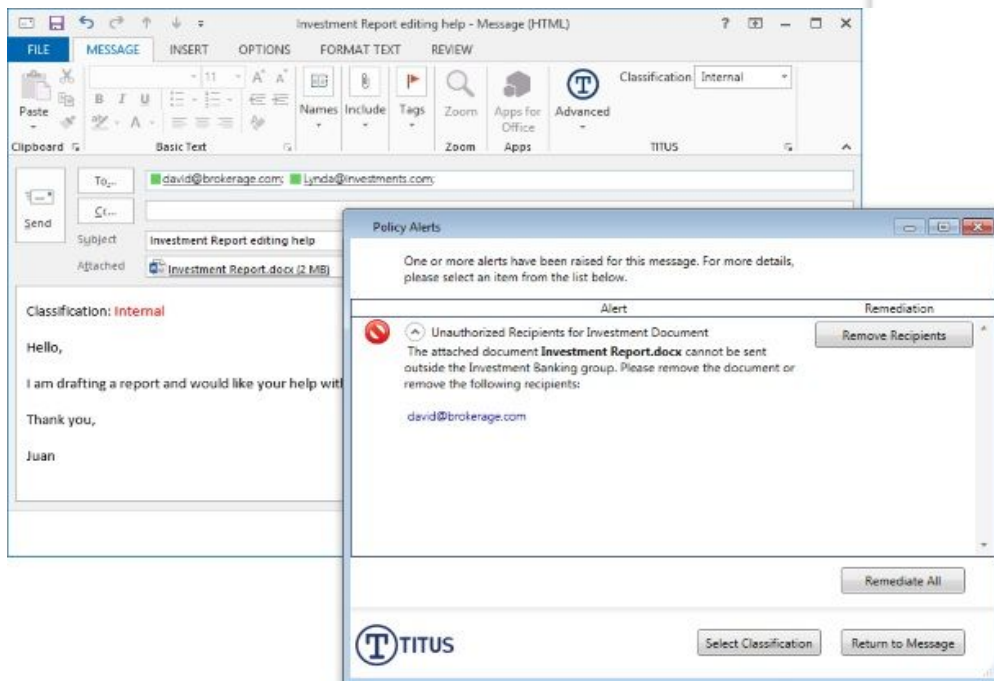 Investment Report editing help - Message (HTML)
FILE MESSAGE INSERT OPTIONS FORMAT TEXT REVIEW
11 A A Classification Internal
Paste B I U A Names Include Tags Zoom Apps for Office Advanced
Clipboard Basic Text Zoom Apps TITUS
To... david@brokerage.com; Lynda@investments.com;
Cc...
Send
Subject Investment Report editing help
Attached Investment Report.docx (2 MB)
Classification: Internal
Hello,
I am drafting a report and would like your help with
Thank you,
Juan
Policy Alerts
One or more alerts have been raised for this message. For more details,
please select an item from the list below.
Alert Remediation
Unauthorized Recipients for Investment Document Remove Recipients
The attached document Investment Report.docx cannot be sent
outside the Investment Banking group. Please remove the document or
remove the following recipients:
david@brokerage.com
Remediate All
T TITUS Select Classification Return to Message